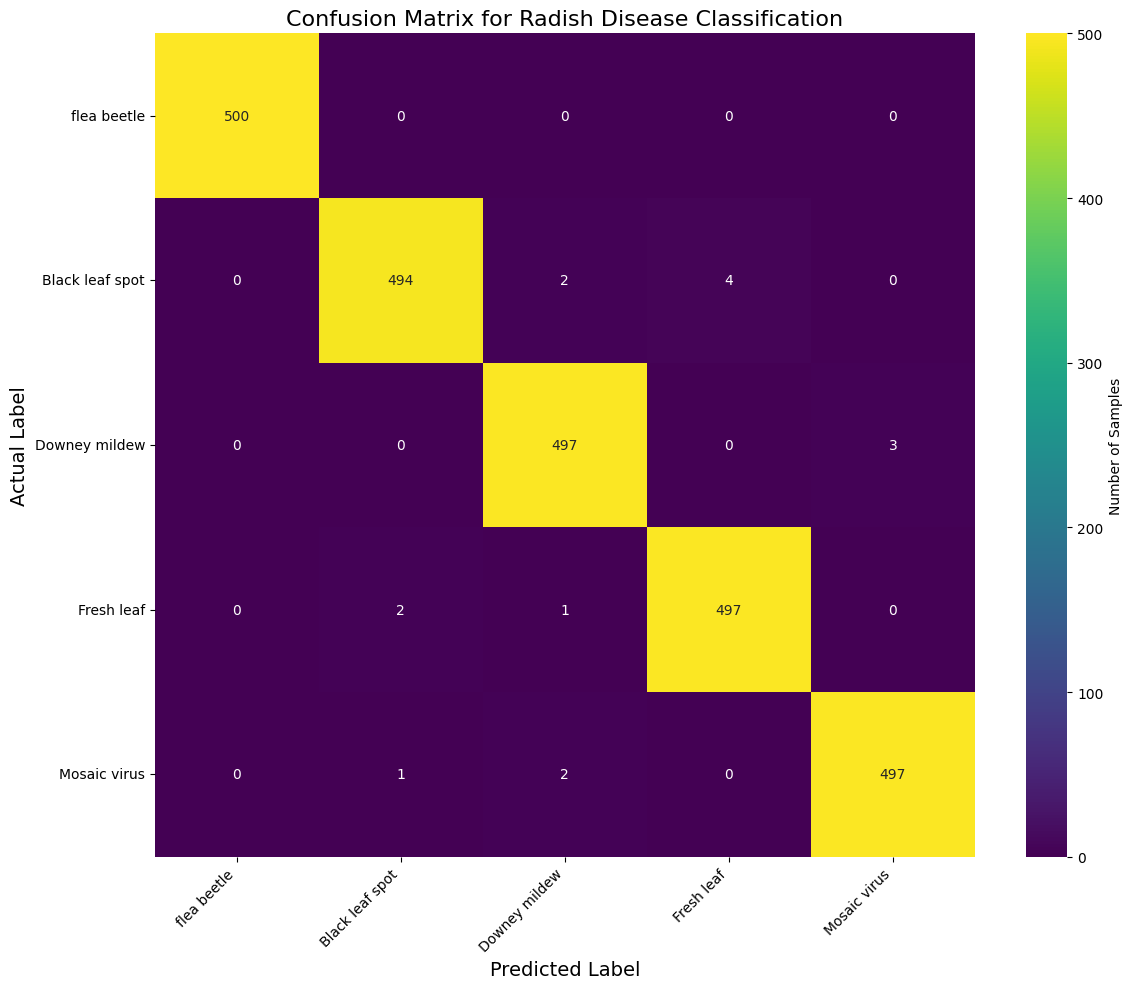 Confusion Matrix for Radish Disease Classification
Actual Label
flea beetle 500 0 0 0 0
Black leaf spot 0 494 2 4 0
Downey mildew 0 0 497 0 3
Fresh leaf 0 2 1 497 0
Mosaic virus 0 1 2 0 497
flea beetle Black leaf spot Downey mildew Fresh leaf Mosaic virus
Predicted Label
500
400
300
200
100
0
Number of Samples